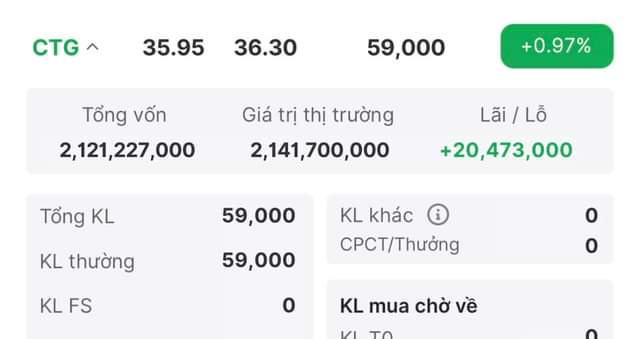 CTG 35.95 36.30 59,000 +0.97%
Tổng vốn Giá trị thị trường Lãi / Lỗ
2,121,227,000 2,141,700,000 +20,473,000
Tổng KL 59,000
KL thường 59,000
KL FS 0
KL khác 0
CPCT/Thưởng 0
KL mua chờ về
KL T0 0